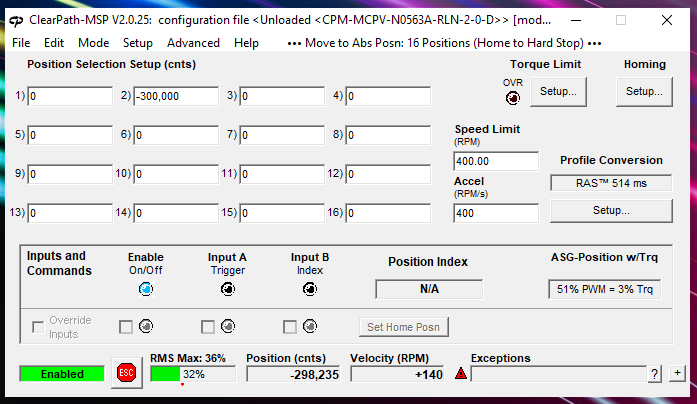 ClearPath-MSP V2.0.25: configuration file <Unloaded <CPM-MCPV-N0563A-RLN-2-0-D>> [mod...
File Edit Mode Setup Advanced Help ••• Move to Abs Posn: 16 Positions (Home to Hard Stop) •••
Position Selection Setup (cnts)
Torque Limit
Homing
OVR
Setup...
Setup...
1) 0 2) -300,000 3) 0 4) 0
5) 0 6) 0 7) 0 8) 0
9) 0 10) 0 11) 0 12) 0
13) 0 14) 0 15) 0 16) 0
Speed Limit
(RPM)
400.00
Accel
(RPM/s)
400
Profile Conversion
RAS™ 514 ms
Setup...
Inputs and
Commands
Enable
On/Off
Input A
Trigger
Input B
Index
Position Index
N/A
ASG-Position w/Trq
51% PWM = 3% Trq
Override
Inputs
Set Home Posn
Enabled
ESC
RMS Max: 36%
32%
Position (cnts)
-298,235
Velocity (RPM)
+140
Exceptions
?
+